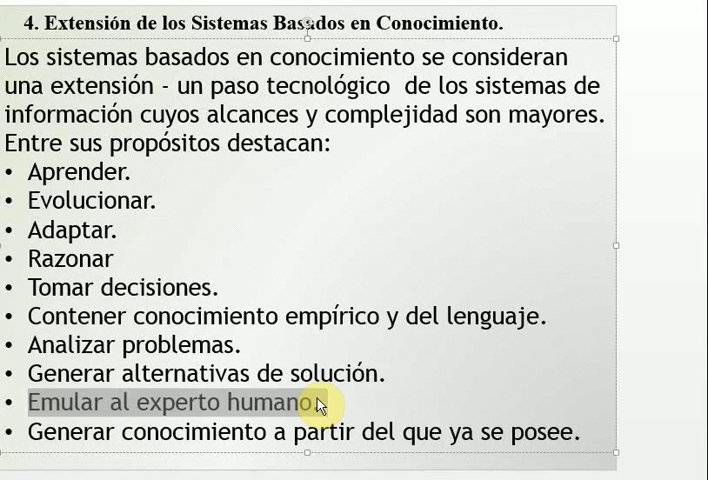 4. Extensión de los Sistemas Basados en Conocimiento.
Los sistemas basados en conocimiento se consideran
una extensión - un paso tecnológico de los sistemas de
información cuyos alcances y complejidad son mayores.
Entre sus propósitos destacan:
• Aprender.
• Evolucionar.
• Adaptar.
• Razonar
• Tomar decisiones.
• Contener conocimiento empírico y del lenguaje.
• Analizar problemas.
• Generar alternativas de solución.
• Emular al experto humano.
• Generar conocimiento a partir del que ya se posee.